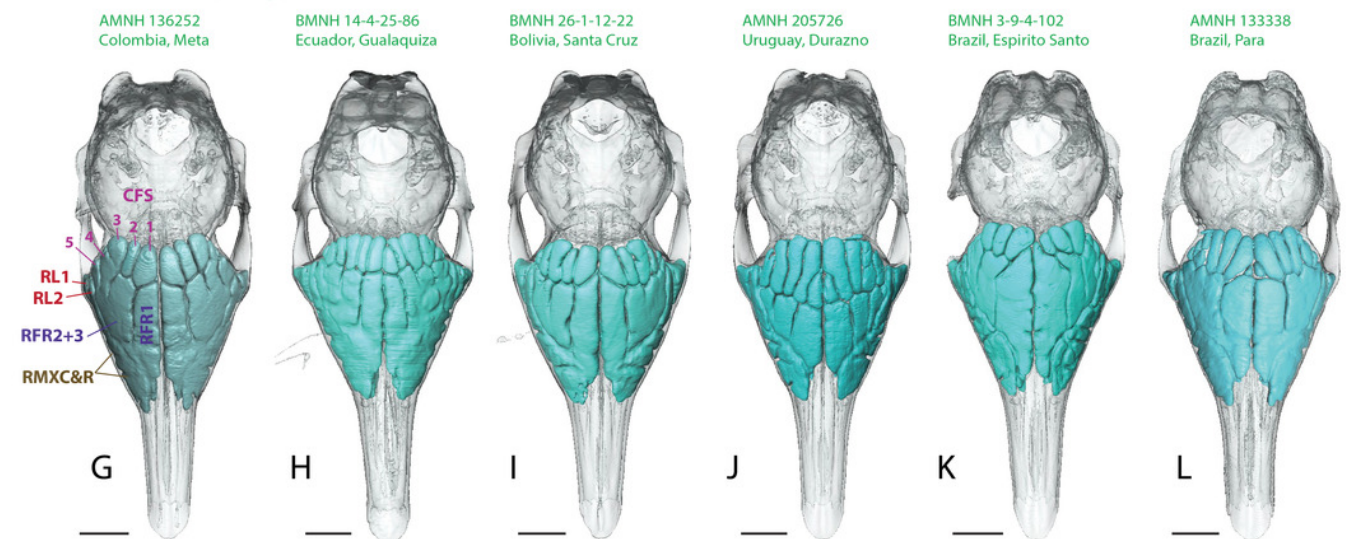 AMNH 136252
Colombia, Meta
BMNH 14-4-25-86
Ecuador, Gualaquiza
BMNH 26-1-12-22
Bolivia, Santa Cruz
AMNH 205726
Uruguay, Durazno
BMNH 3-9-4-102
Brazil, Espirito Santo
AMNH 133338
Brazil, Para
CFS
5 4 3 2 1
RL1
RL2
RFR2+3
RFR1
RMXC&R
G
H
I
J
K
L